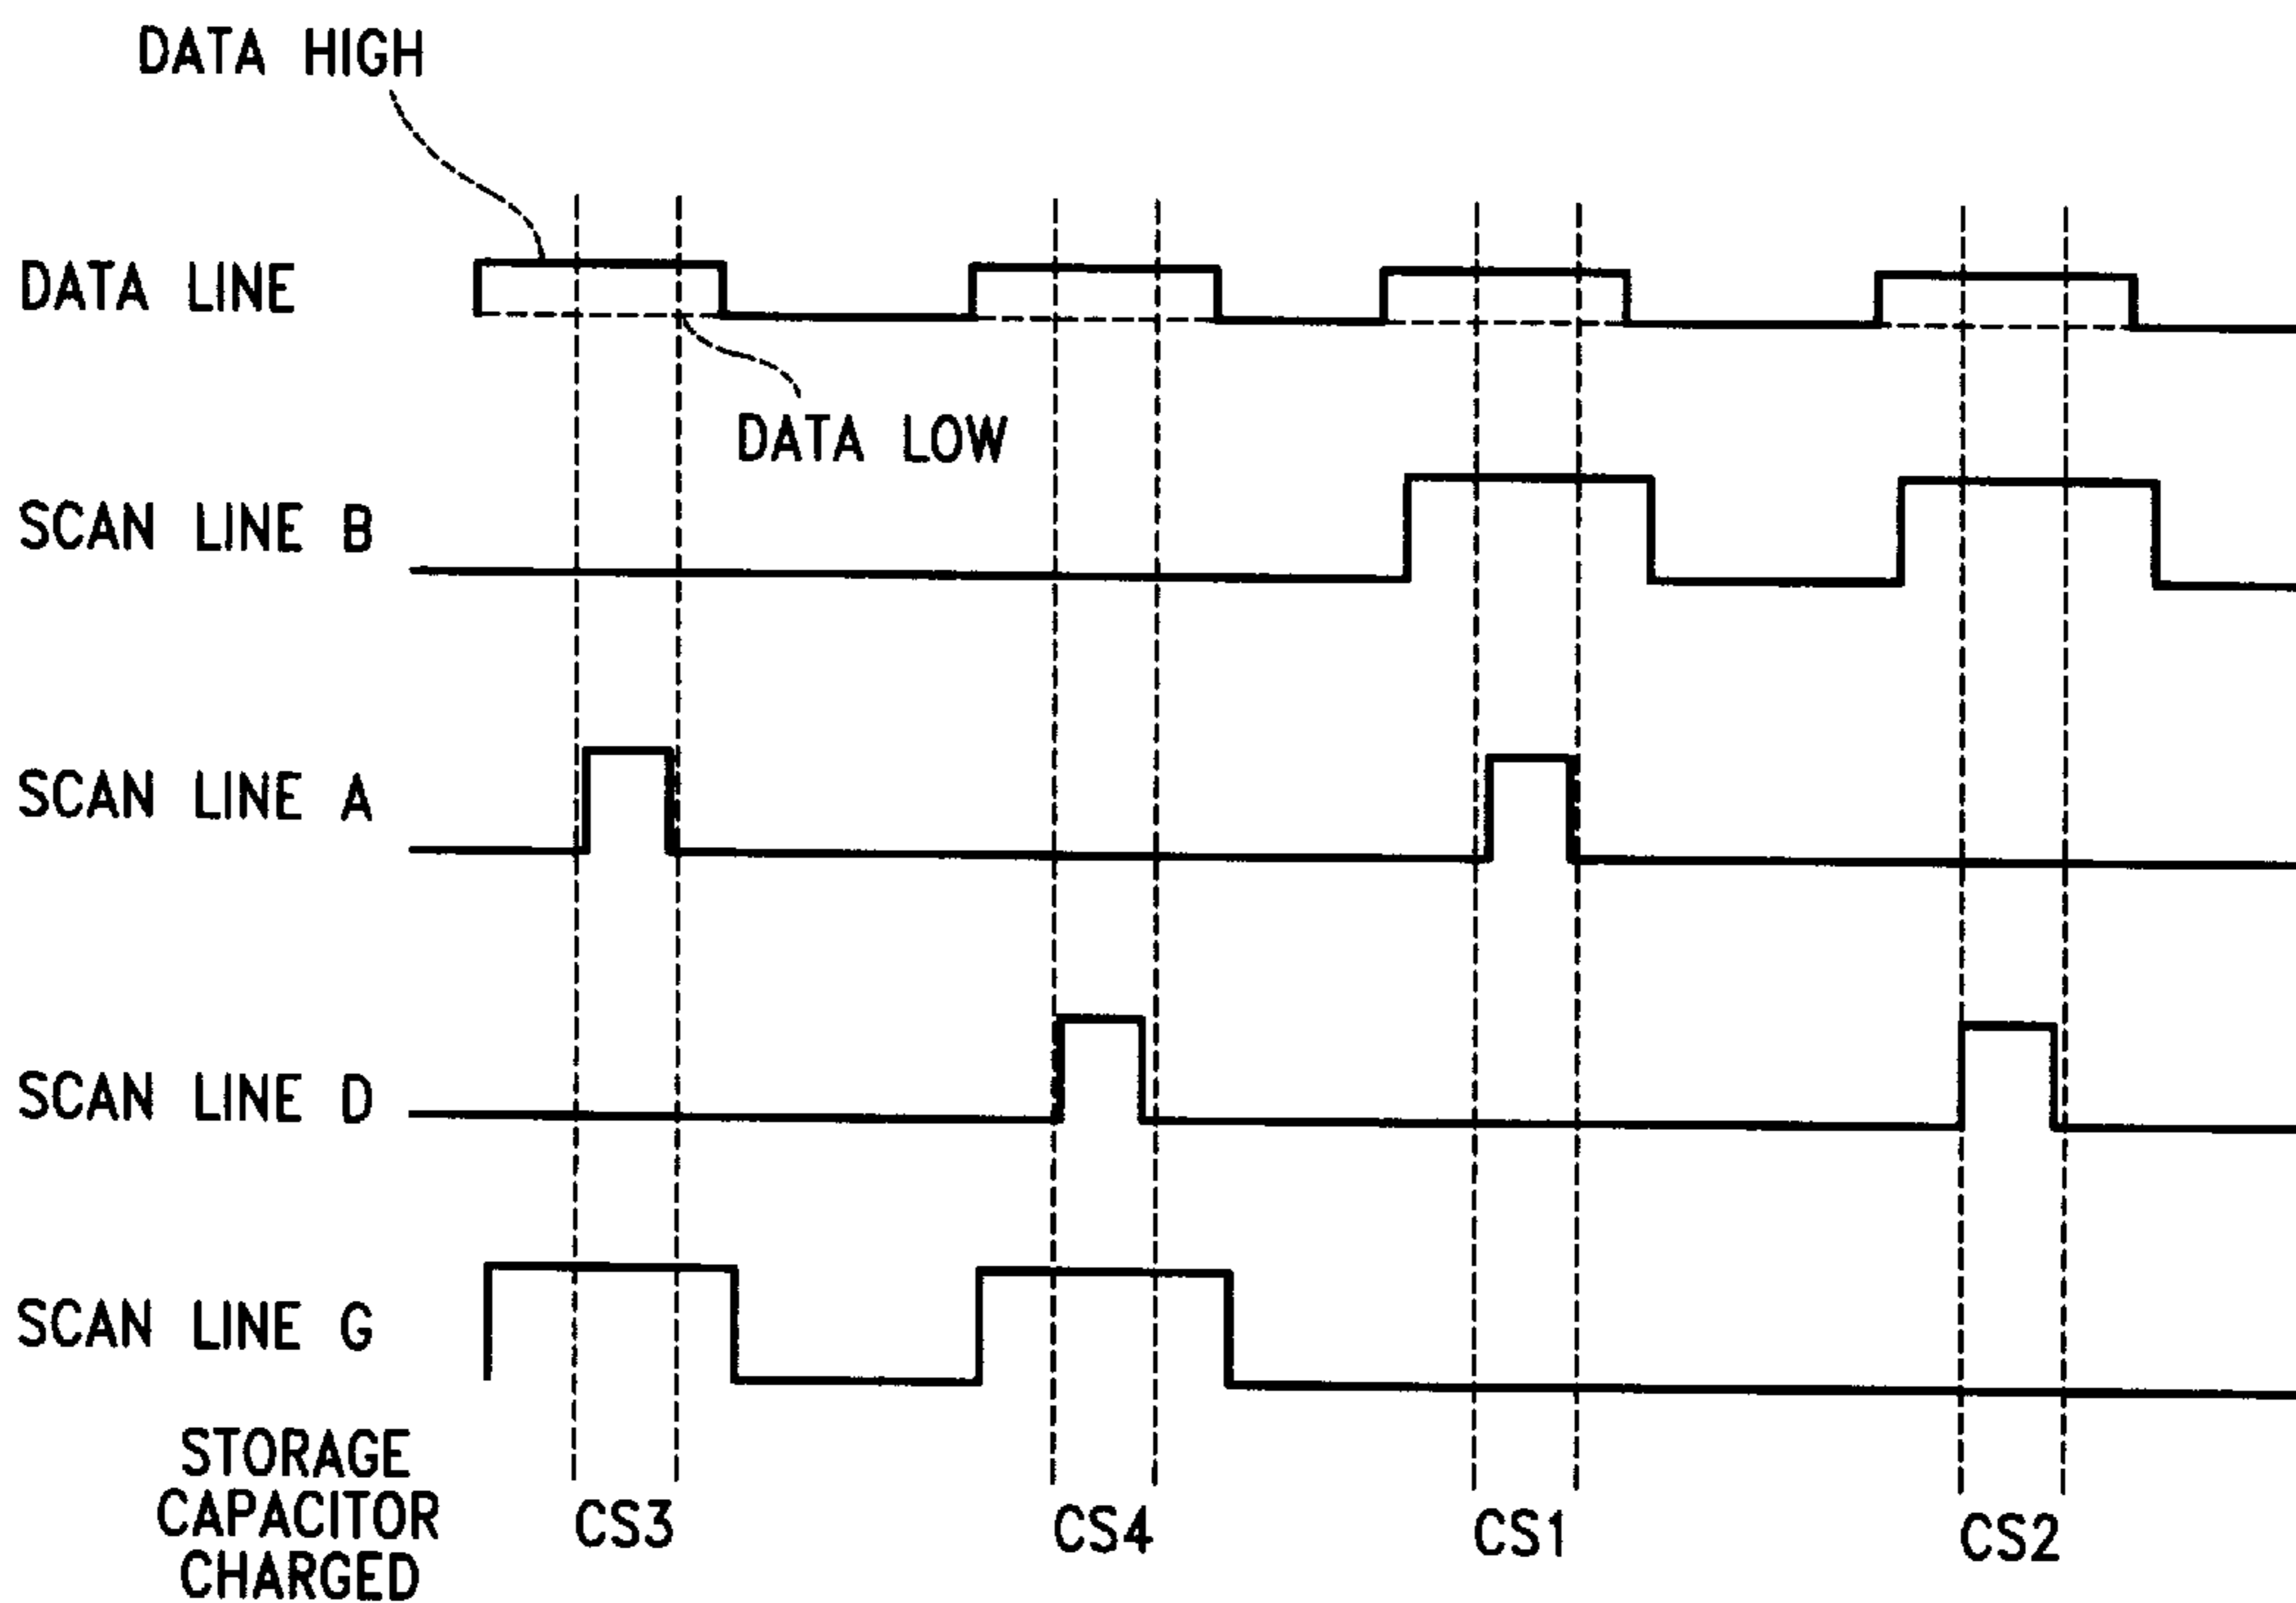 DATA HIGH
DATA LINE
DATA LOW
SCAN LINE B
SCAN LINE A
SCAN LINE D
SCAN LINE G
STORAGE
CAPACITOR
CHARGED
CS3
CS4
CS1
CS2